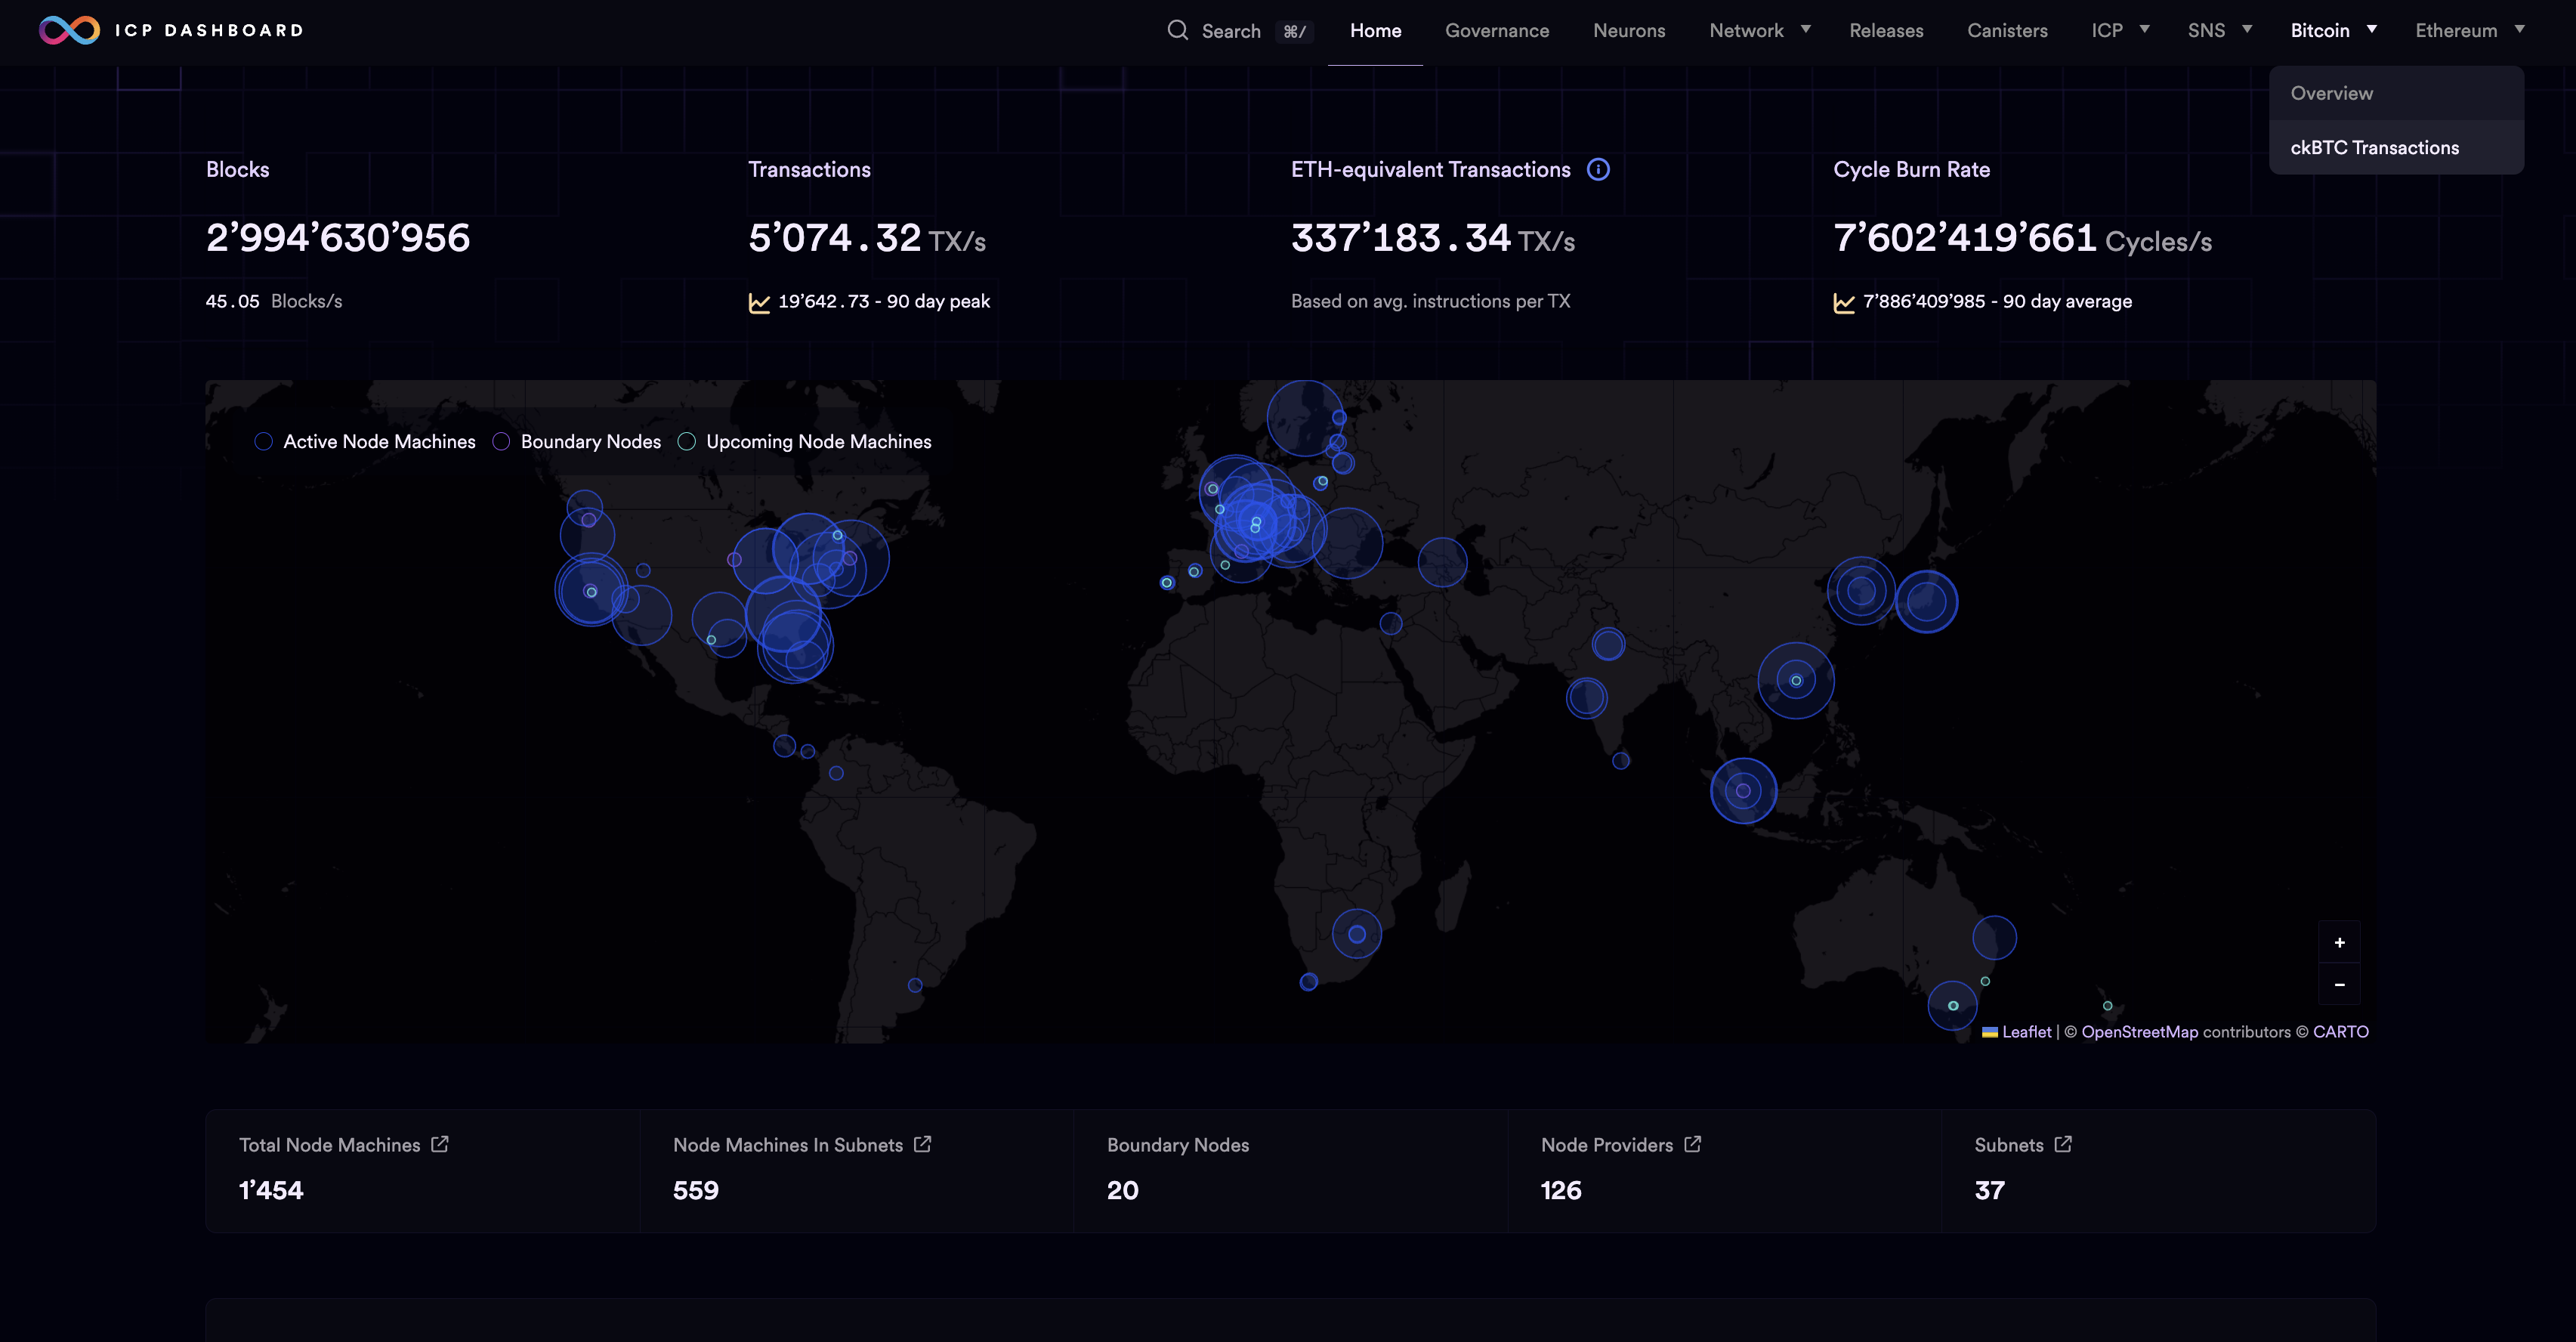 ICP DASHBOARD
Search ⌘/ Home Governance Neurons Network Releases Canisters ICP SNS Bitcoin Ethereum
Overview
ckBTC Transactions
Blocks
2’994’630’956
45.05 Blocks/s
Transactions
5’074.32 TX/s
19’642.73 - 90 day peak
ETH-equivalent Transactions
337’183.34 TX/s
Based on avg. instructions per TX
Cycle Burn Rate
7’602’419’661 Cycles/s
7’886’409’985 - 90 day average
Active Node Machines Boundary Nodes Upcoming Node Machines
+
−
Leaflet | © OpenStreetMap contributors © CARTO
Total Node Machines
1’454
Node Machines In Subnets
559
Boundary Nodes
20
Node Providers
126
Subnets
37